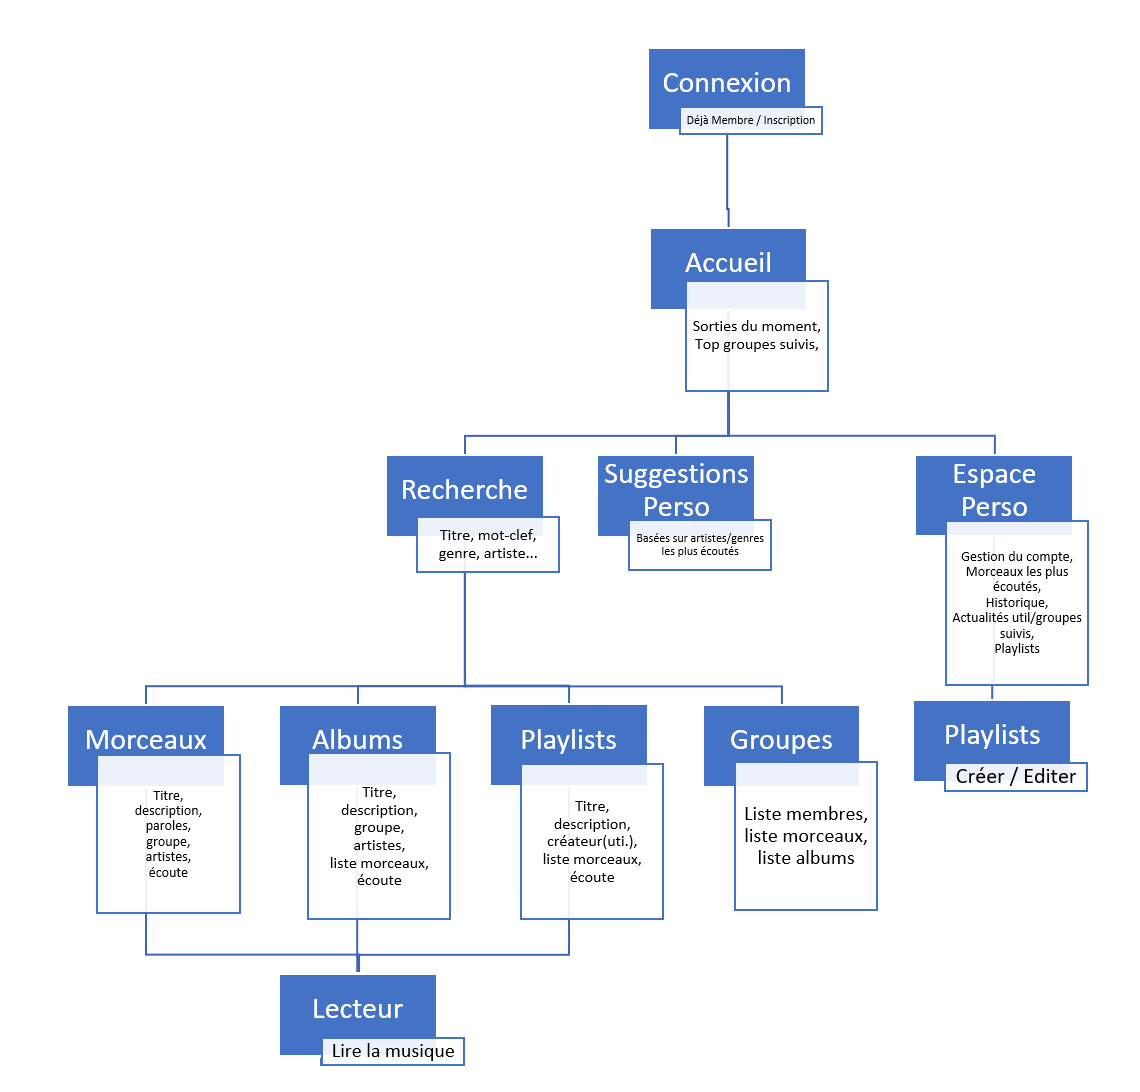 Connexion
Déjà Membre / Inscription
Accueil
Sorties du moment,
Top groupes suivis,
Recherche
Titre, mot-clef,
genre, artiste...
Suggestions
Perso
Basées sur artistes/genres
les plus écoutés
Espace
Perso
Gestion du compte,
Morceaux les plus
écoutés,
Historique,
Actualités util/groupes
suivis,
Playlists
Morceaux
Titre,
description,
paroles,
groupe,
artistes,
écoute
Albums
Titre,
description,
groupe,
artistes,
liste morceaux,
écoute
Playlists
Titre,
description,
créateur(uti.),
liste morceaux,
écoute
Groupes
Liste membres,
liste morceaux,
liste albums
Playlists
Créer / Editer
Lecteur
Lire la musique